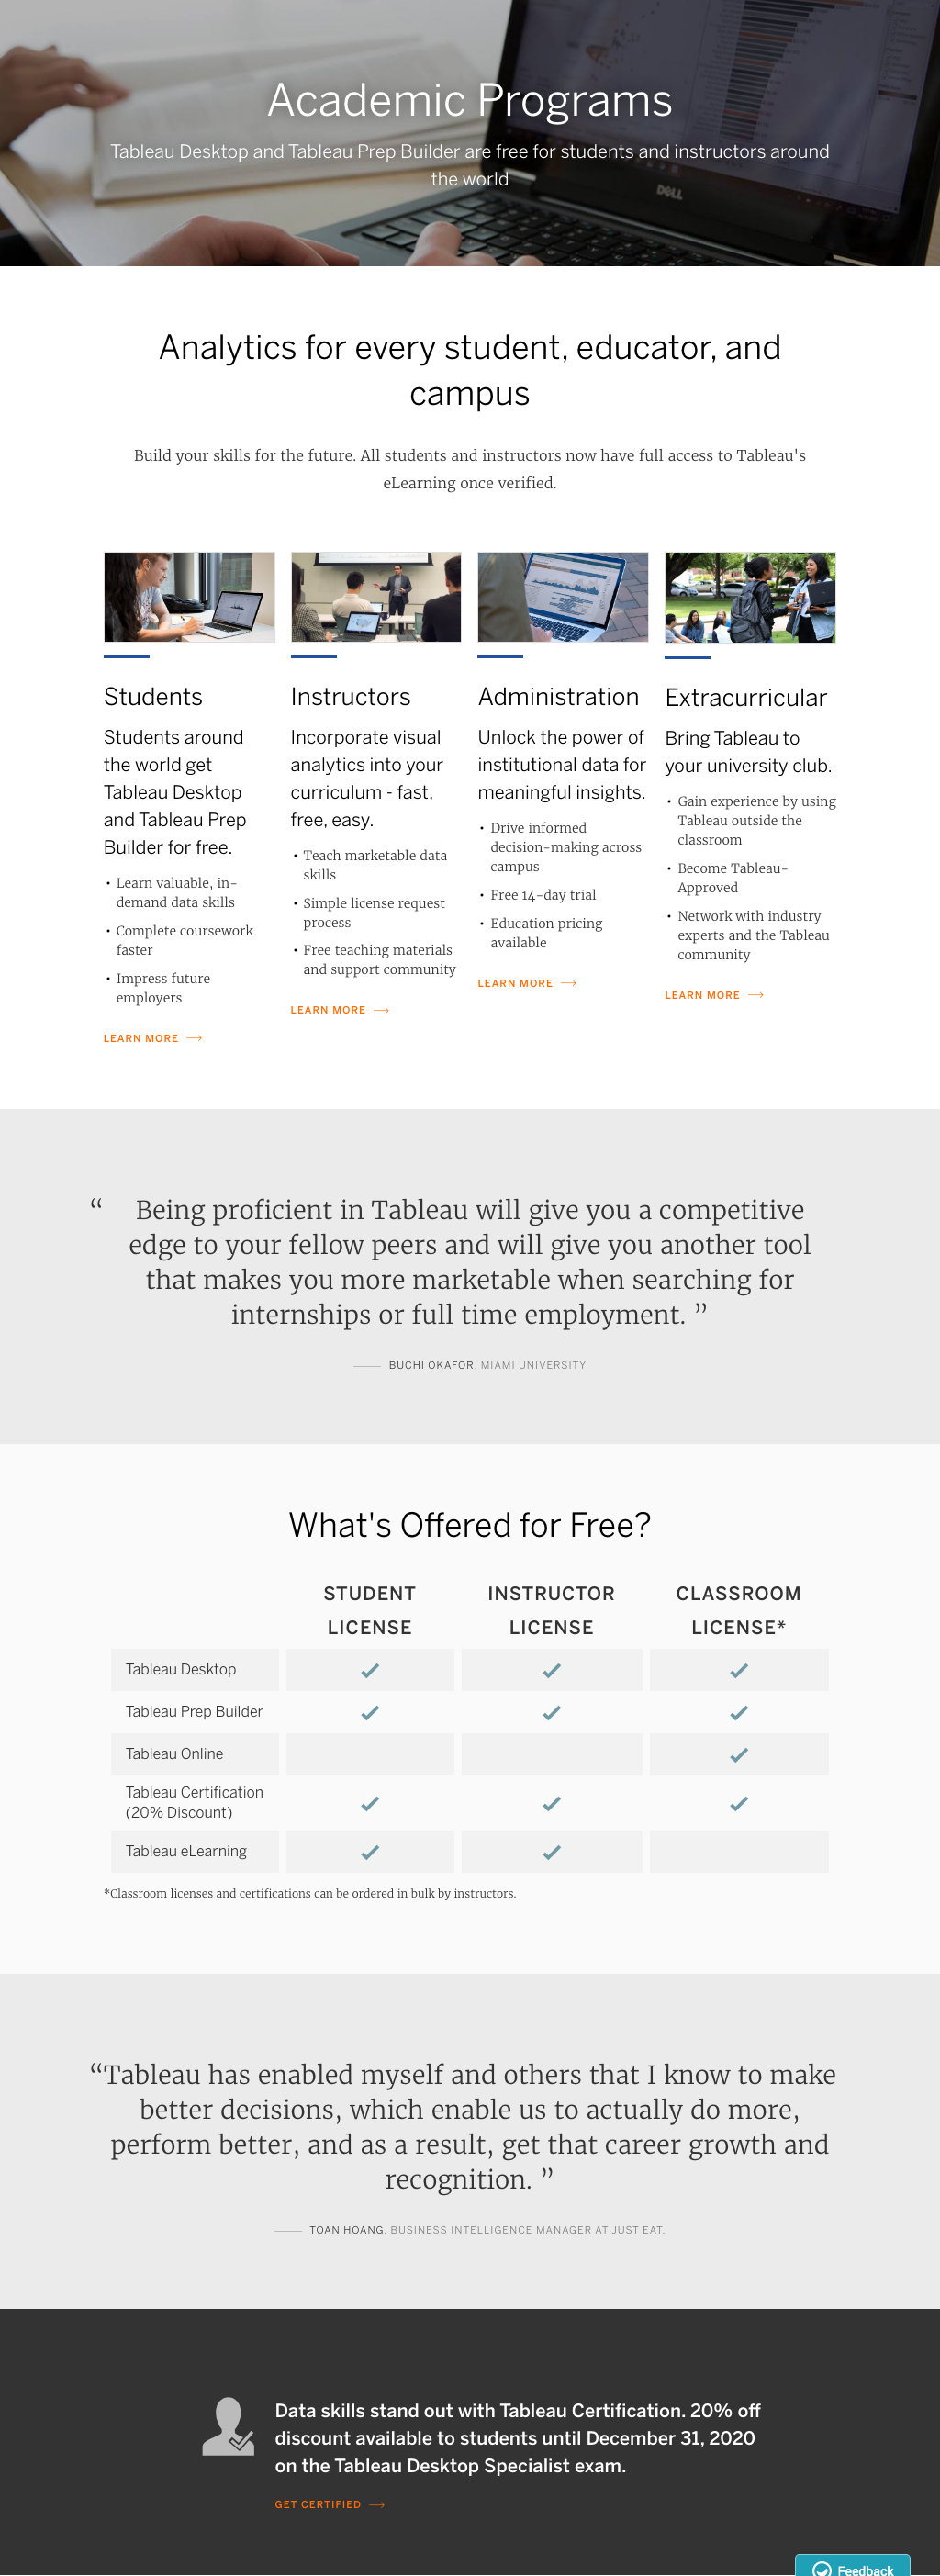 Academic Programs
Tableau Desktop and Tableau Prep Builder are free for students and instructors around
the world
DELL
Analytics for every student, educator, and
campus
Build your skills for the future. All students and instructors now have full access to Tableau's
eLearning once verified.
Students
Students around
the world get
Tableau Desktop
and Tableau Prep
Builder for free.
• Learn valuable, in-
demand data skills
• Complete coursework
faster
• Impress future
employers
LEARN MORE →
Instructors
Incorporate visual
analytics into your
curriculum - fast,
free, easy.
• Teach marketable data
skills
• Simple license request
process
• Free teaching materials
and support community
LEARN MORE →
Administration
Unlock the power of
institutional data for
meaningful insights.
• Drive informed
decision-making across
campus
• Free 14-day trial
• Education pricing
available
LEARN MORE →
Extracurricular
Bring Tableau to
your university club.
• Gain experience by using
Tableau outside the
classroom
• Become Tableau-
Approved
• Network with industry
experts and the Tableau
community
LEARN MORE →
“ Being proficient in Tableau will give you a competitive
edge to your fellow peers and will give you another tool
that makes you more marketable when searching for
internships or full time employment. ”
BUCHI OKAFOR, MIAMI UNIVERSITY
What's Offered for Free?
STUDENT
LICENSE
INSTRUCTOR
LICENSE
CLASSROOM
LICENSE*
Tableau Desktop ✓ ✓ ✓
Tableau Prep Builder ✓ ✓ ✓
Tableau Online ✓
Tableau Certification
(20% Discount) ✓ ✓ ✓
Tableau eLearning ✓ ✓
*Classroom licenses and certifications can be ordered in bulk by instructors.
“Tableau has enabled myself and others that I know to make
better decisions, which enable us to actually do more,
perform better, and as a result, get that career growth and
recognition. ”
TOAN HOANG, BUSINESS INTELLIGENCE MANAGER AT JUST EAT.
Data skills stand out with Tableau Certification. 20% off
discount available to students until December 31, 2020
on the Tableau Desktop Specialist exam.
GET CERTIFIED →
Feedback